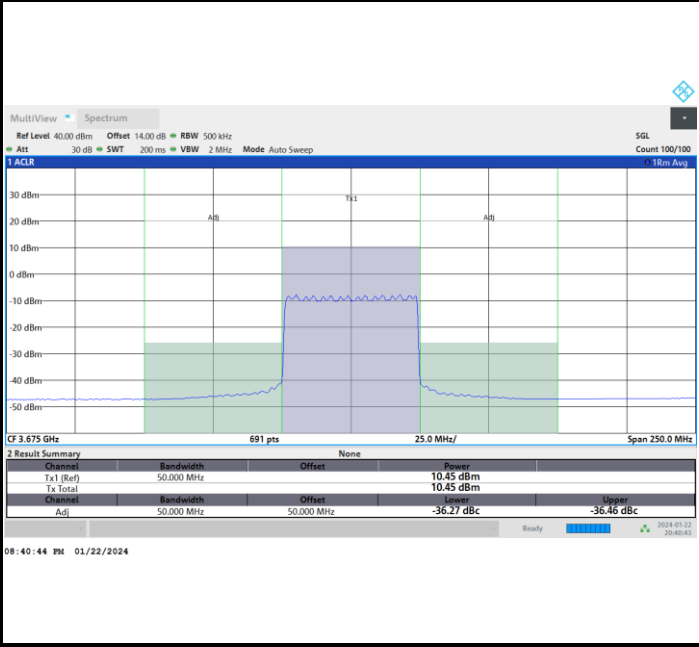 MultiView Spectrum
Ref Level 40.00 dBm Offset 14.00 dB RBW 500 kHz SGL
Att 30 dB SWT 200 ms VBW 2 MHz Mode Auto Sweep Count 100/100
1 ACLR 1Rm Avg
30 dBm
Tx1
20 dBm
Adj Adj
10 dBm
0 dBm
-10 dBm
-20 dBm
-30 dBm
-40 dBm
-50 dBm
CF 3.675 GHz 691 pts 25.0 MHz/ Span 250.0 MHz
2 Result Summary None
Channel Bandwidth Offset Power
Tx1 (Ref) 50.000 MHz 10.45 dBm
Tx Total 10.45 dBm
Channel Bandwidth Offset Lower Upper
Adj 50.000 MHz 50.000 MHz -36.27 dBc -36.46 dBc
Ready 2024-01-22
20:40:43
08:40:44 PM 01/22/2024